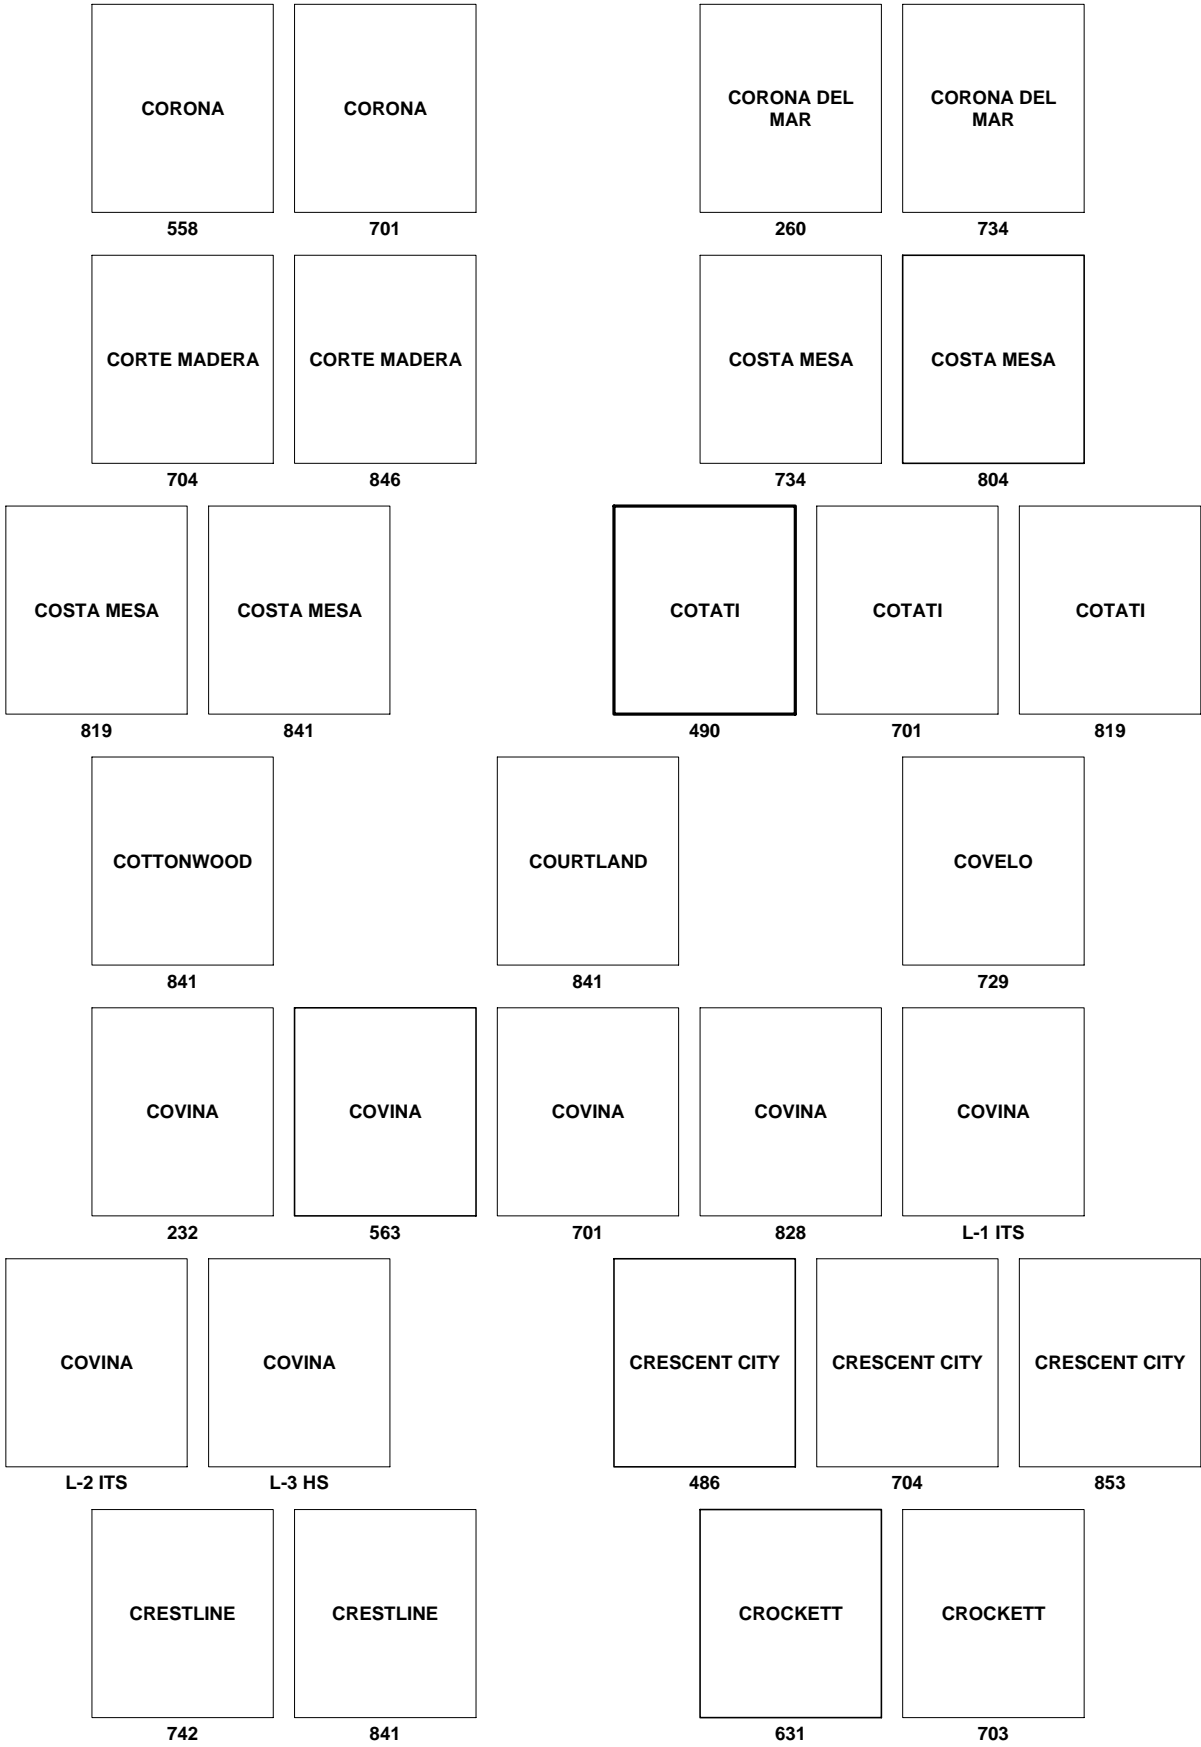 CORONA
CORONA
CORONA DEL
MAR
CORONA DEL
MAR
558
701
260
734
CORTE MADERA
CORTE MADERA
COSTA MESA
COSTA MESA
704
846
734
804
COSTA MESA
COSTA MESA
COTATI
COTATI
COTATI
819
841
490
701
819
COTTONWOOD
COURTLAND
COVELO
841
841
729
COVINA
COVINA
COVINA
COVINA
COVINA
232
563
701
828
L-1 ITS
COVINA
COVINA
CRESCENT CITY
CRESCENT CITY
CRESCENT CITY
L-2 ITS
L-3 HS
486
704
853
CRESTLINE
CRESTLINE
CROCKETT
CROCKETT
742
841
631
703